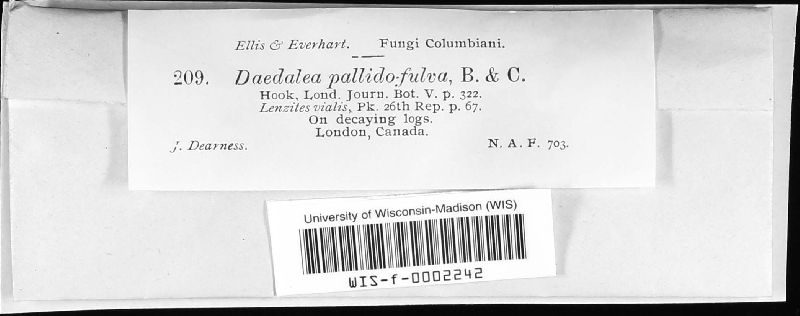 Ellis & Everhart. Fungi Columbiani.
209. Daedalea pallido-fulva, B. & C.
Hook, Lond. Journ. Bot. V. p. 322.
Lenzites vialis, Pk. 26th Rep. p. 67.
On decaying logs.
London, Canada.
J. Dearness. N. A. F. 703.
University of Wisconsin-Madison (WIS)
WIS-f-0002242